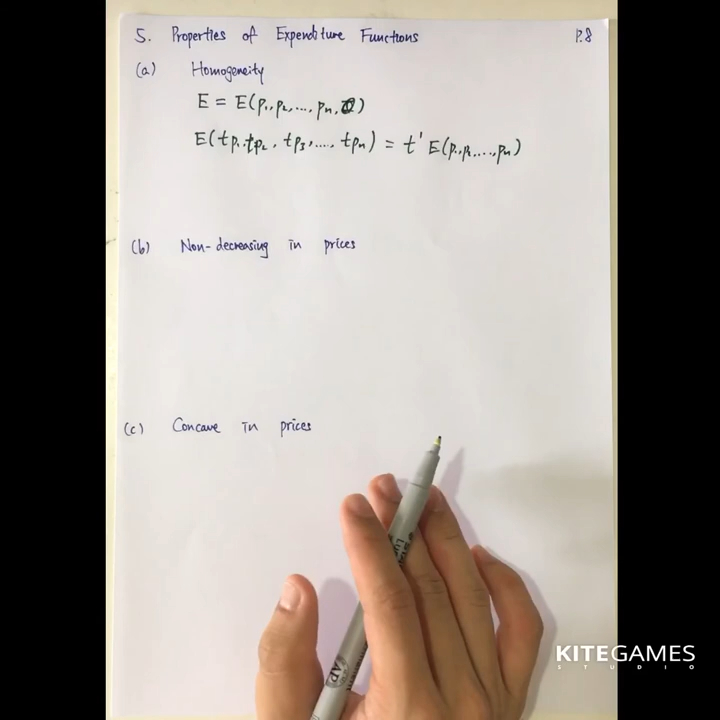 5. Properties of Expenditure Functions P.8
(a) Homogeneity
E = E(p₁, p₂, ..., pₙ, U)
E(tp₁, tp₂, tp₃, ...., tpₙ) = t¹ E(p₁, p₂, ..., pₙ)
(b) Non-decreasing in prices
(c) Concave in prices
KITEGAMES
STUDIO